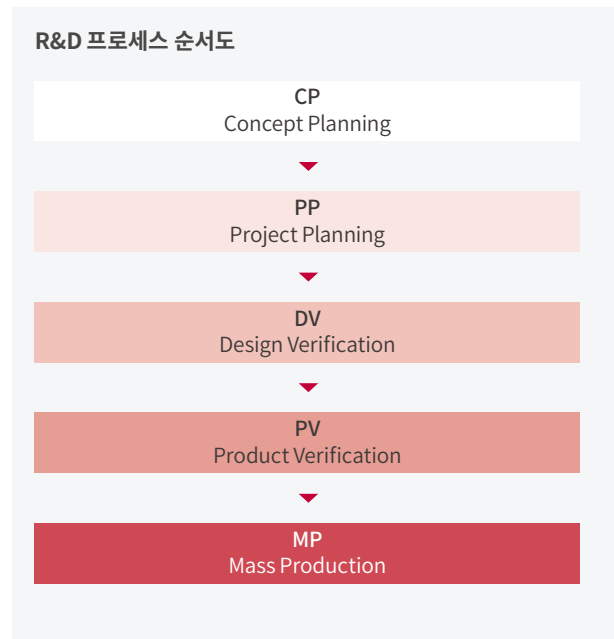 R&D 프로세스 순서도
CP
Concept Planning
PP
Project Planning
DV
Design Verification
PV
Product Verification
MP
Mass Production